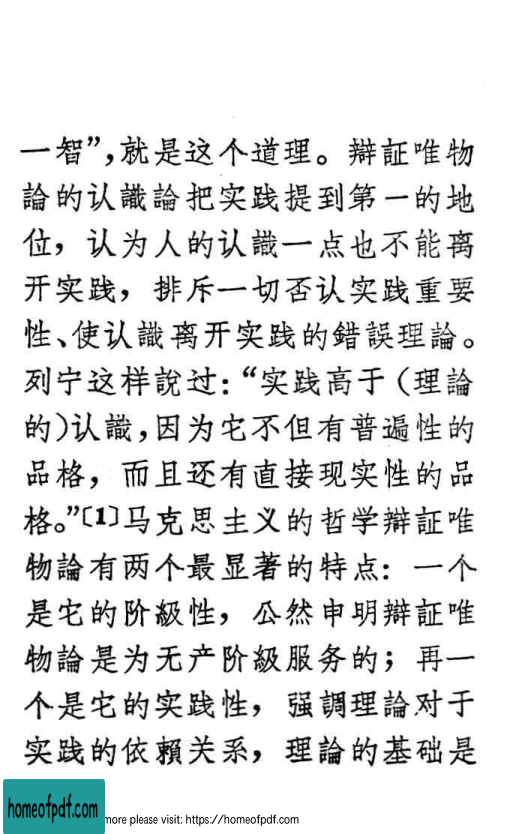 一智”，就是这个道理。辯証唯物
論的认識論把实践提到第一的地
位，认为人的认識一点也不能离
开实践，排斥一切否认实践重要
性、使认識离开实践的錯誤理論。
列宁这样說过：“实践高于（理論
的）认識，因为它不但有普遍性的
品格，而且还有直接现实性的品
格。”〔1〕马克思主义的哲学辯証唯
物論有两个最显著的特点：一个
是它的阶級性，公然申明辯証唯
物論是为无产阶級服务的；再一
个是它的实践性，强調理論对于
实践的依賴关系，理論的基础是
homeofpdf.com
more please visit: https://homeofpdf.com